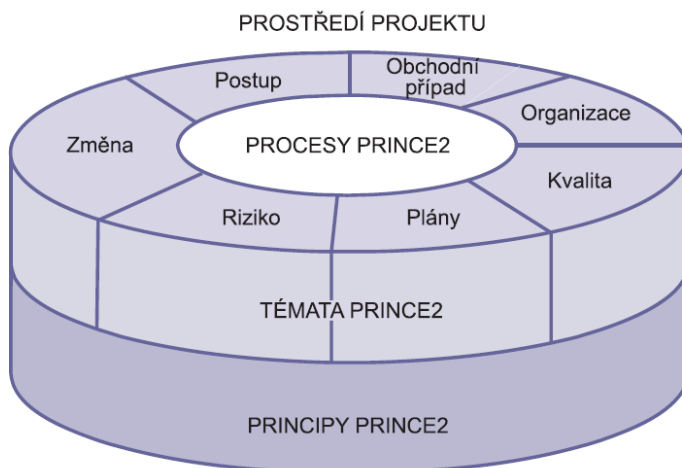 PROSTŘEDÍ PROJEKTU
Postup
Obchodní
případ
Organizace
Změna
PROCESY PRINCE2
Kvalita
Riziko
Plány
TÉMATA PRINCE2
PRINCIPY PRINCE2